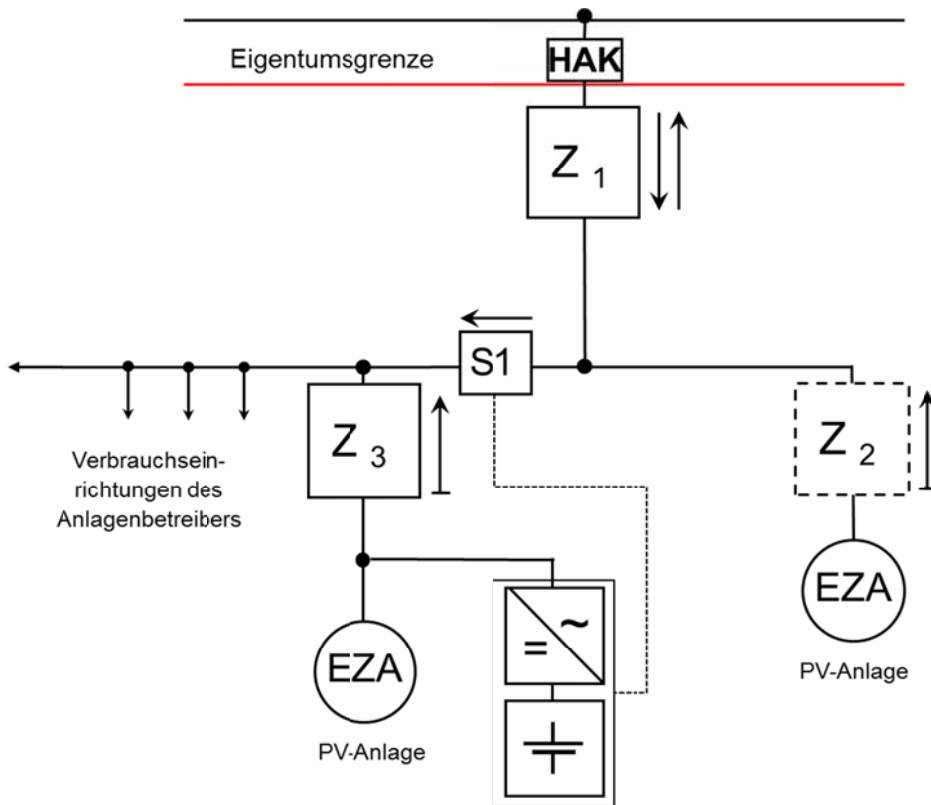 Eigentumsgrenze
HAK
Z 1
S1
Z 3
Z 2
Verbrauchsein-
richtungen des
Anlagenbetreibers
EZA
PV-Anlage
= ~
EZA
PV-Anlage